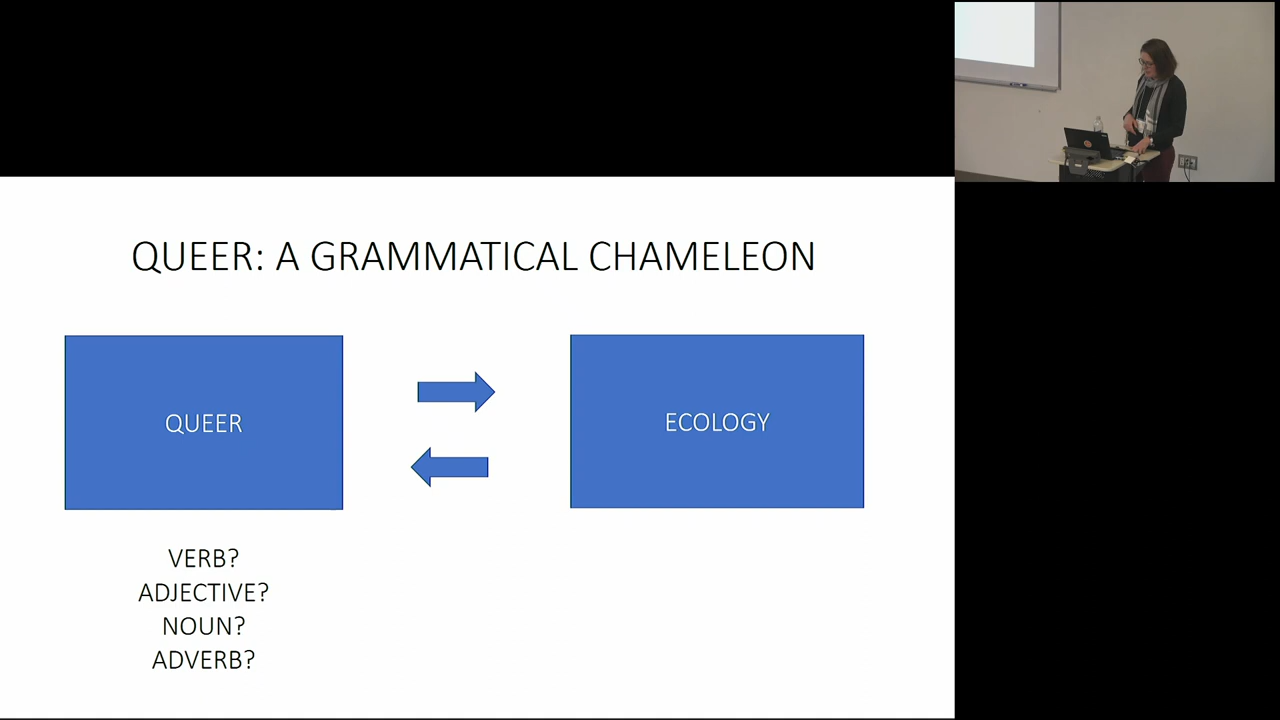 QUEER: A GRAMMATICAL CHAMELEON
QUEER
ECOLOGY
VERB?
ADJECTIVE?
NOUN?
ADVERB?